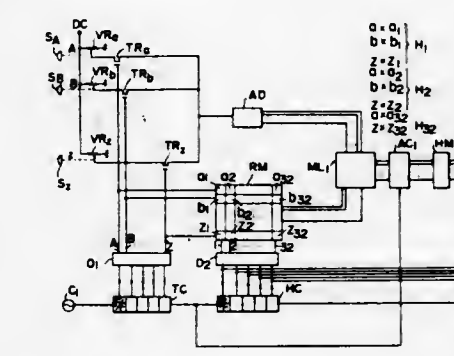 DC
VRa
SA A
TRa
SB B
VRb
TRb
AD
VRz
TRz
Sz
a1 a2 RM a32
b1 b2 b32
z1 z2 z32
ML1
AC1
HM
a = a1
b = b1 H1
z = z1
a = a2
b = b2 H2
z = z2
a = a32
z = z32 H32
A B Z
D1
D2
32
G1
TC
HC